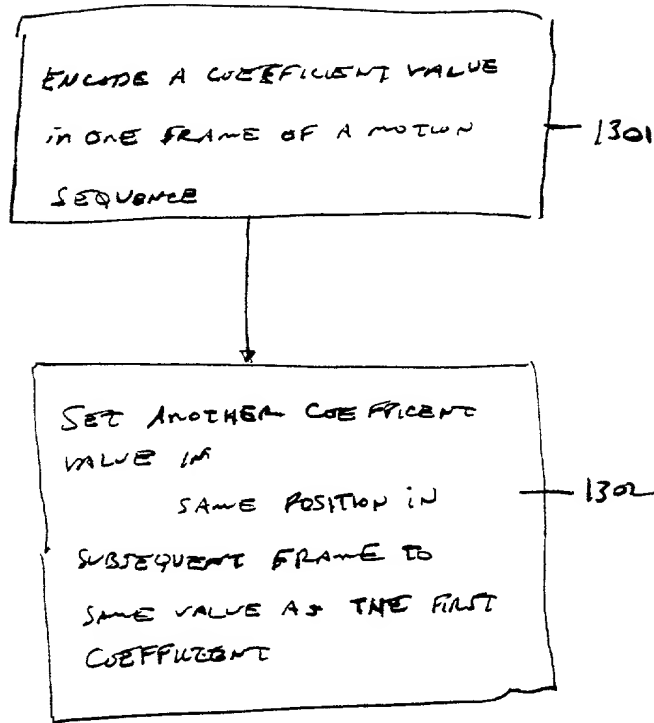 ENCODE A COEFFICIENT VALUE
in ONE FRAME OF A MOTION
SEQUENCE
1301
SET ANOTHER COEFFICENT
VALUE IN
SAME POSITION in
SUBSEQUENT FRAME TO
SAME VALUE AS THE FIRST
COEFFICIENT
1302